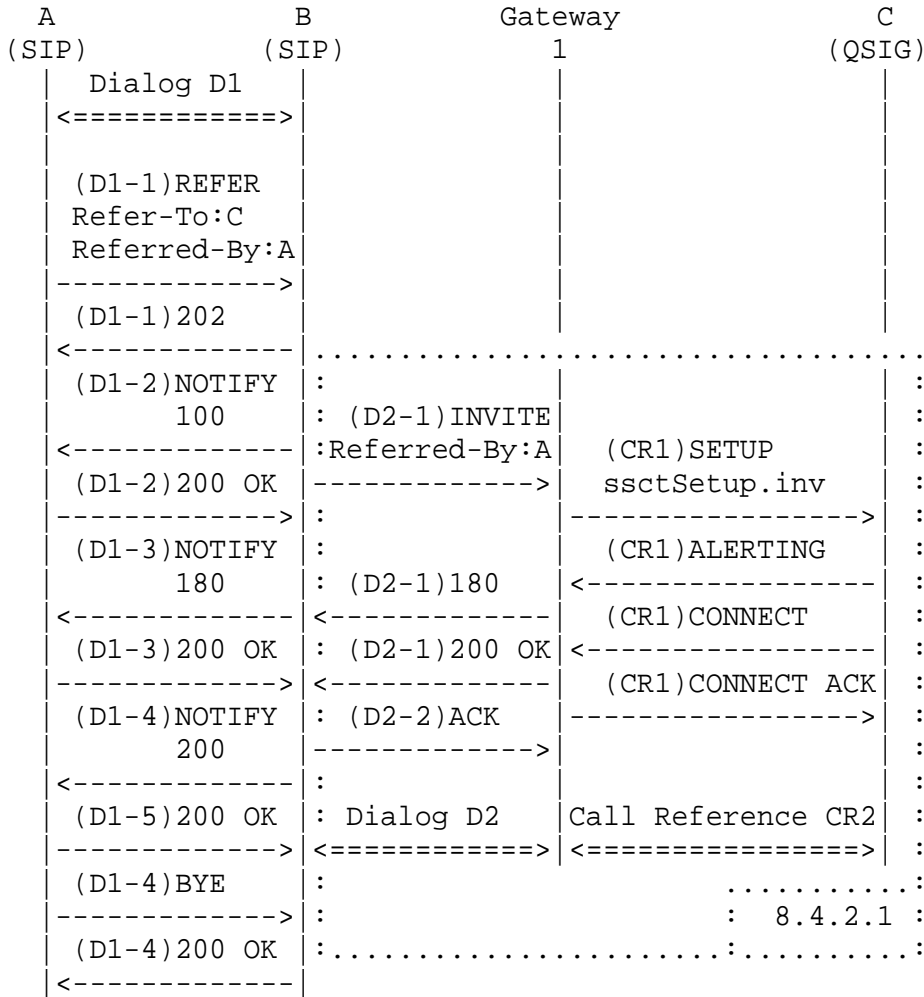 A B Gateway C
(SIP) (SIP) 1 (QSIG)
Dialog D1
<============>
(D1-1)REFER
Refer-To:C
Referred-By:A
------------->
(D1-1)202
<-------------
(D1-2)NOTIFY
100 (D2-1)INVITE
<------------- Referred-By:A (CR1)SETUP
(D1-2)200 OK -------------> ssctSetup.inv
-------------> ----------------->
(D1-3)NOTIFY (CR1)ALERTING
180 (D2-1)180 <-----------------
<------------- <------------- (CR1)CONNECT
(D1-3)200 OK (D2-1)200 OK <-----------------
-------------> <------------- (CR1)CONNECT ACK
(D1-4)NOTIFY (D2-2)ACK ----------------->
200 ------------->
<-------------
(D1-5)200 OK Dialog D2 Call Reference CR2
-------------> <============> <================>
(D1-4)BYE
-------------> 8.4.2.1
(D1-4)200 OK
<-------------